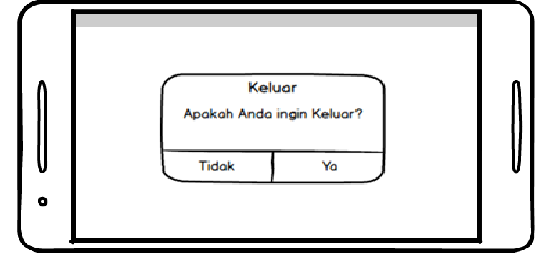 Keluar
Apakah Anda ingin Keluar?
Tidak Ya